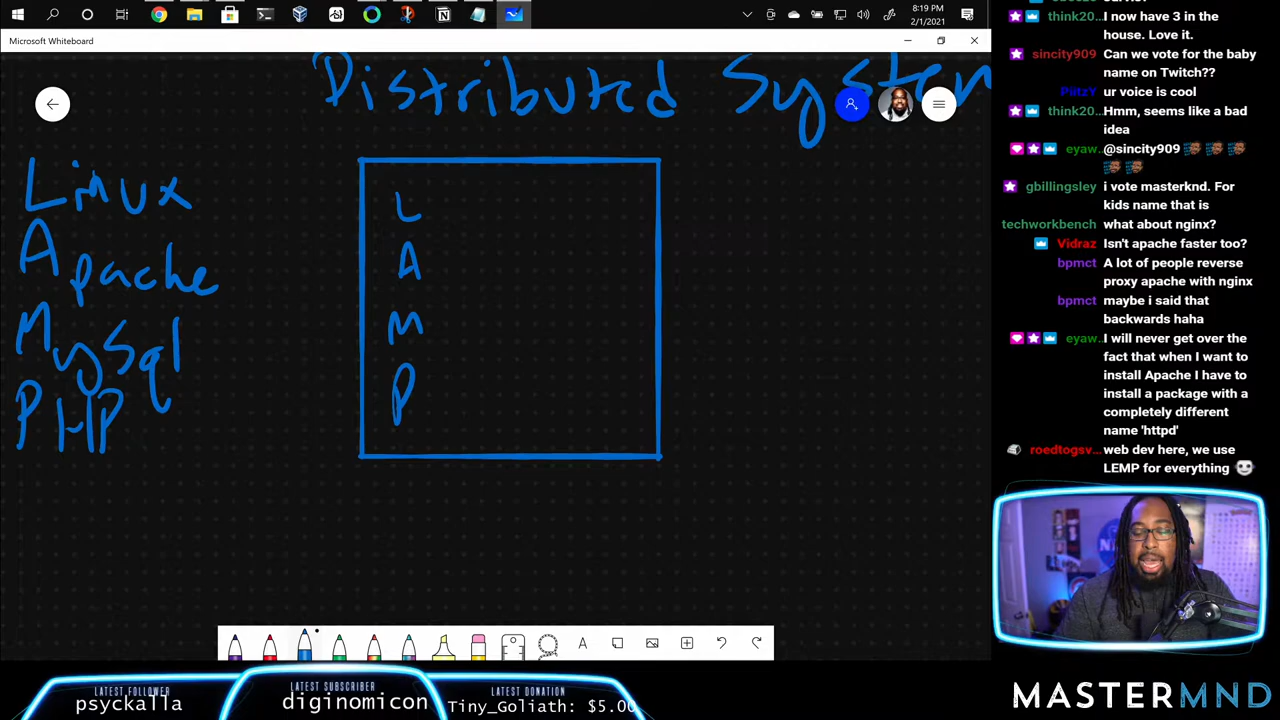 8:19 PM
2/1/2021
Microsoft Whiteboard
Distributed System
Linux
Apache
MySql
PHP
L
A
M
P
A
think20… I now have 3 in the
house. Love it.
sincity909 Can we vote for the baby
name on Twitch??
PützY ur voice is cool
think20… Hmm, seems like a bad
idea
eyaw… @sincity909
gbillingsley i vote masterknd. For
kids name that is
techworkbench what about nginx?
Vidraz Isn't apache faster too?
bpmct A lot of people reverse
proxy apache with nginx
bpmct maybe i said that
backwards haha
eyaw… I will never get over the
fact that when I want to
install Apache I have to
install a package with a
completely different
name 'httpd'
roedtogsv… web dev here, we use
LEMP for everything
LATEST FOLLOWER
psyckalla
LATEST SUBSCRIBER
diginomicon
LATEST DONATION
Tiny_Goliath: $5.00
MASTERMND